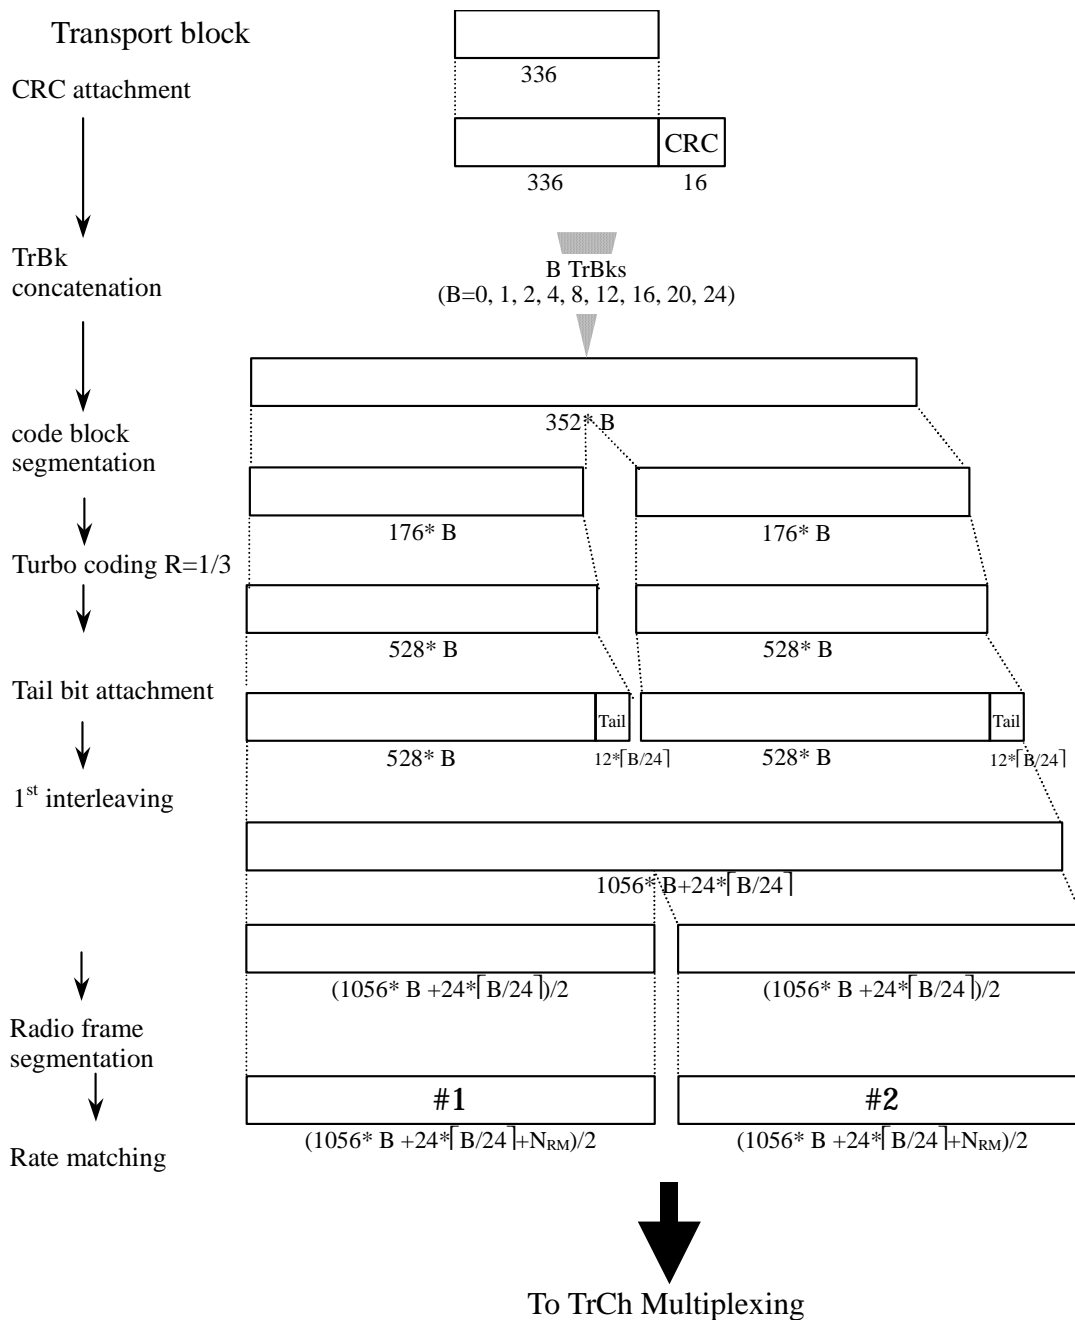 Transport block
336
CRC attachment
CRC
336 16
TrBk
concatenation
B TrBks
(B=0, 1, 2, 4, 8, 12, 16, 20, 24)
352* B
code block
segmentation
176* B 176* B
Turbo coding R=1/3
528* B 528* B
Tail bit attachment
Tail Tail
528* B 12*⌈B/24⌉ 528* B 12*⌈B/24⌉
1st interleaving
1056* B+24*⌈B/24⌉
(1056* B +24*⌈B/24⌉)/2 (1056* B +24*⌈B/24⌉)/2
Radio frame
segmentation
#1 #2
(1056* B +24*⌈B/24⌉+NRM)/2 (1056* B +24*⌈B/24⌉+NRM)/2
Rate matching
To TrCh Multiplexing